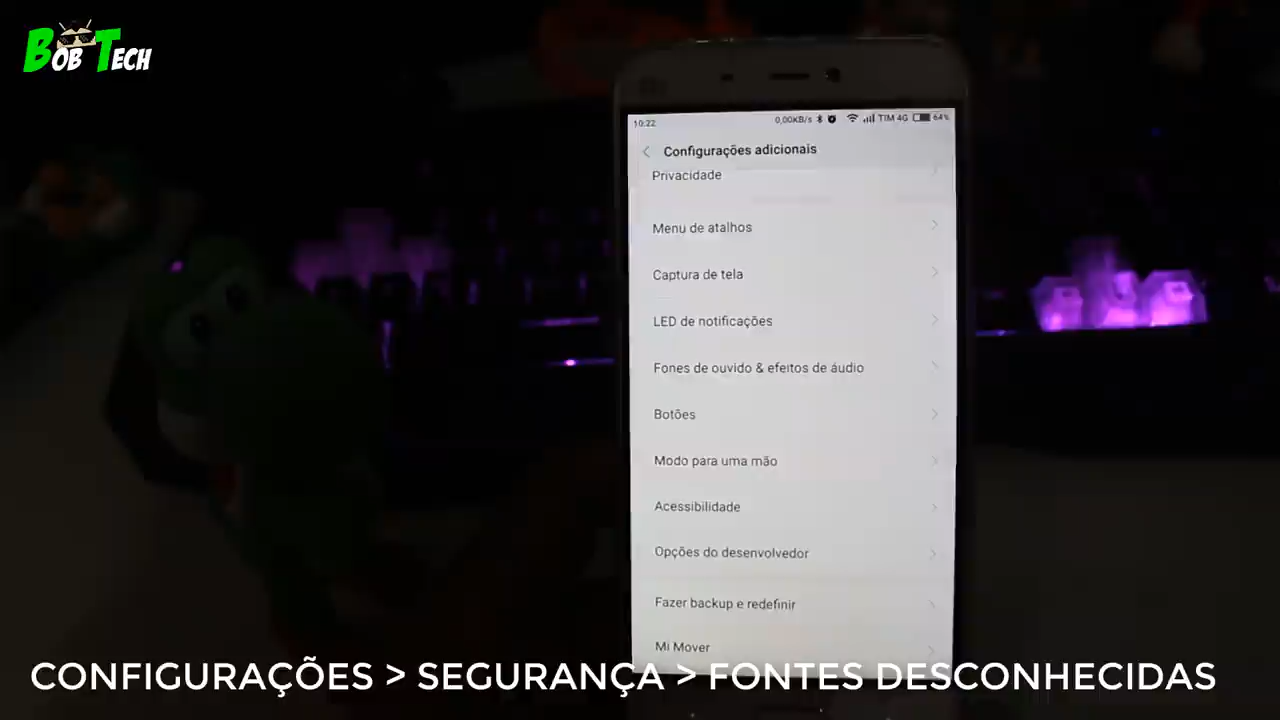 BOB TECH
10:22 0,00KB/s TIM 4G 64%
Configurações adicionais
Privacidade
Menu de atalhos
Captura de tela
LED de notificações
Fones de ouvido & efeitos de áudio
Botões
Modo para uma mão
Acessibilidade
Opções do desenvolvedor
Fazer backup e redefinir
Mi Mover
CONFIGURAÇÕES > SEGURANÇA > FONTES DESCONHECIDAS